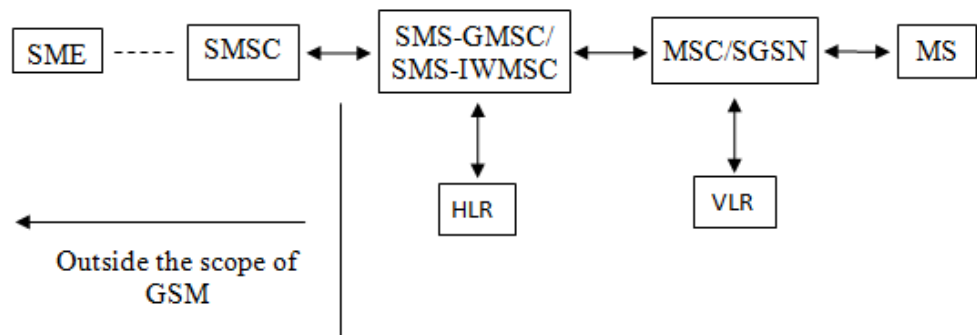 SME
SMSC
SMS-GMSC/
SMS-IWMSC
MSC/SGSN
MS
HLR
VLR
Outside the scope of
GSM